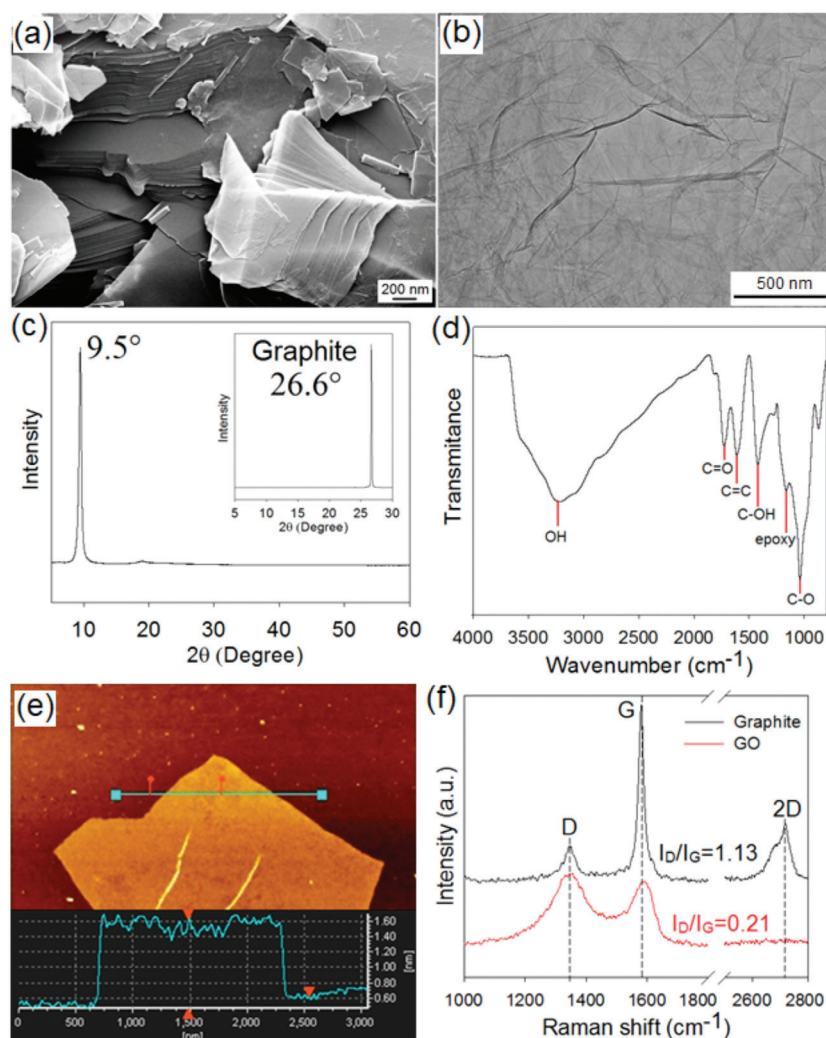 (a)
200 nm
(b)
500 nm
(c)
9.5°
Graphite
26.6°
Intensity
5 10 15 20 25 30
2θ (Degree)
Intensity
10 20 30 40 50 60
2θ (Degree)
(d)
Transmitance
OH
C=O
C=C
C-OH
epoxy
C-O
4000 3500 3000 2500 2000 1500 1000
Wavenumber (cm⁻¹)
(e)
1.60
1.40
1.20
1.00
0.80
0.60
[nm]
0 500 1,000 1,500 2,000 2,500 3,000
[nm]
(f)
G
Graphite
GO
D
2D
I_D/I_G=1.13
I_D/I_G=0.21
Intensity (a.u.)
1000 1200 1400 1600 1800 2600 2800
Raman shift (cm⁻¹)